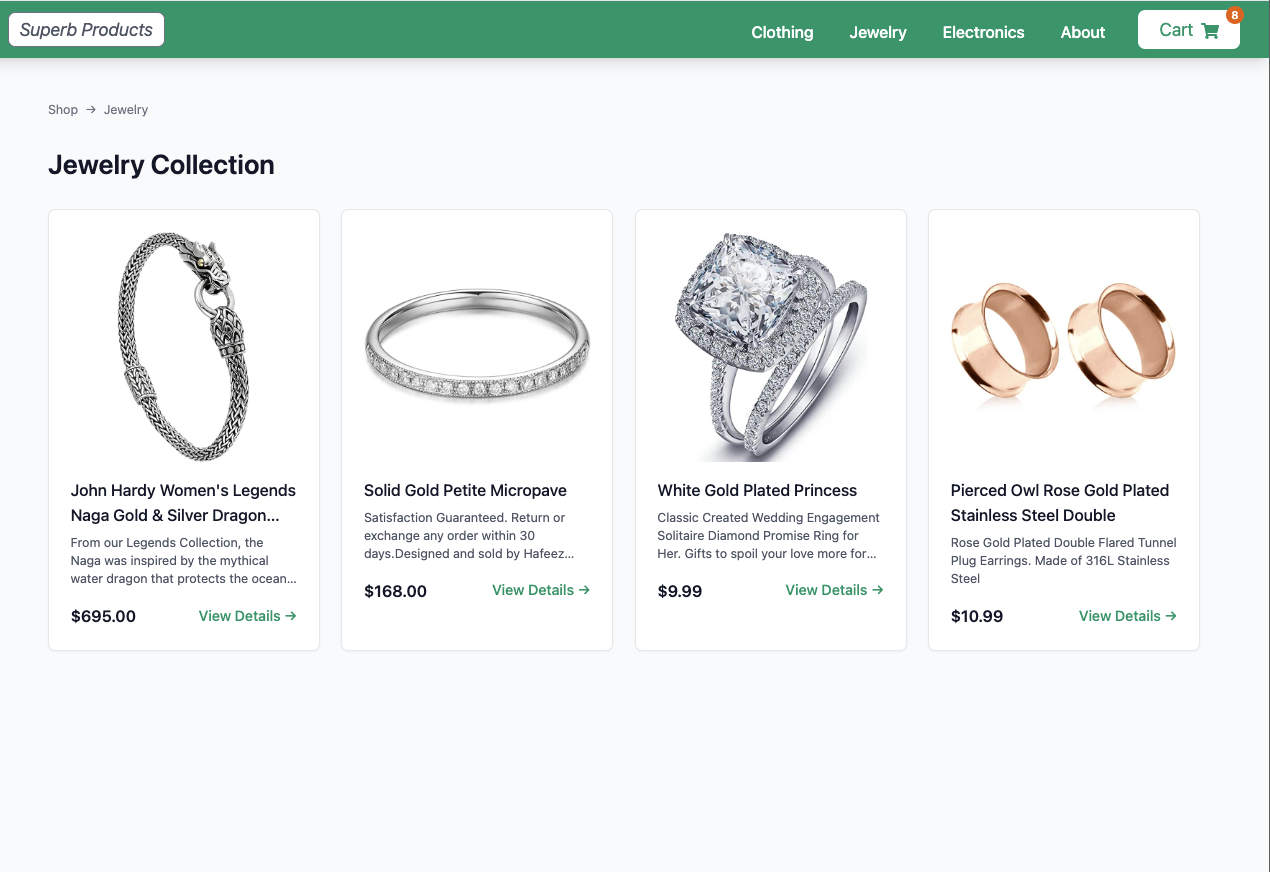 Superb Products
Clothing
Jewelry
Electronics
About
Cart
8
Shop → Jewelry
Jewelry Collection
John Hardy Women's Legends
Naga Gold & Silver Dragon...
From our Legends Collection, the
Naga was inspired by the mythical
water dragon that protects the ocean...
$695.00
View Details →
Solid Gold Petite Micropave
Satisfaction Guaranteed. Return or
exchange any order within 30
days.Designed and sold by Hafeez...
$168.00
View Details →
White Gold Plated Princess
Classic Created Wedding Engagement
Solitaire Diamond Promise Ring for
Her. Gifts to spoil your love more for...
$9.99
View Details →
Pierced Owl Rose Gold Plated
Stainless Steel Double
Rose Gold Plated Double Flared Tunnel
Plug Earrings. Made of 316L Stainless
Steel
$10.99
View Details →